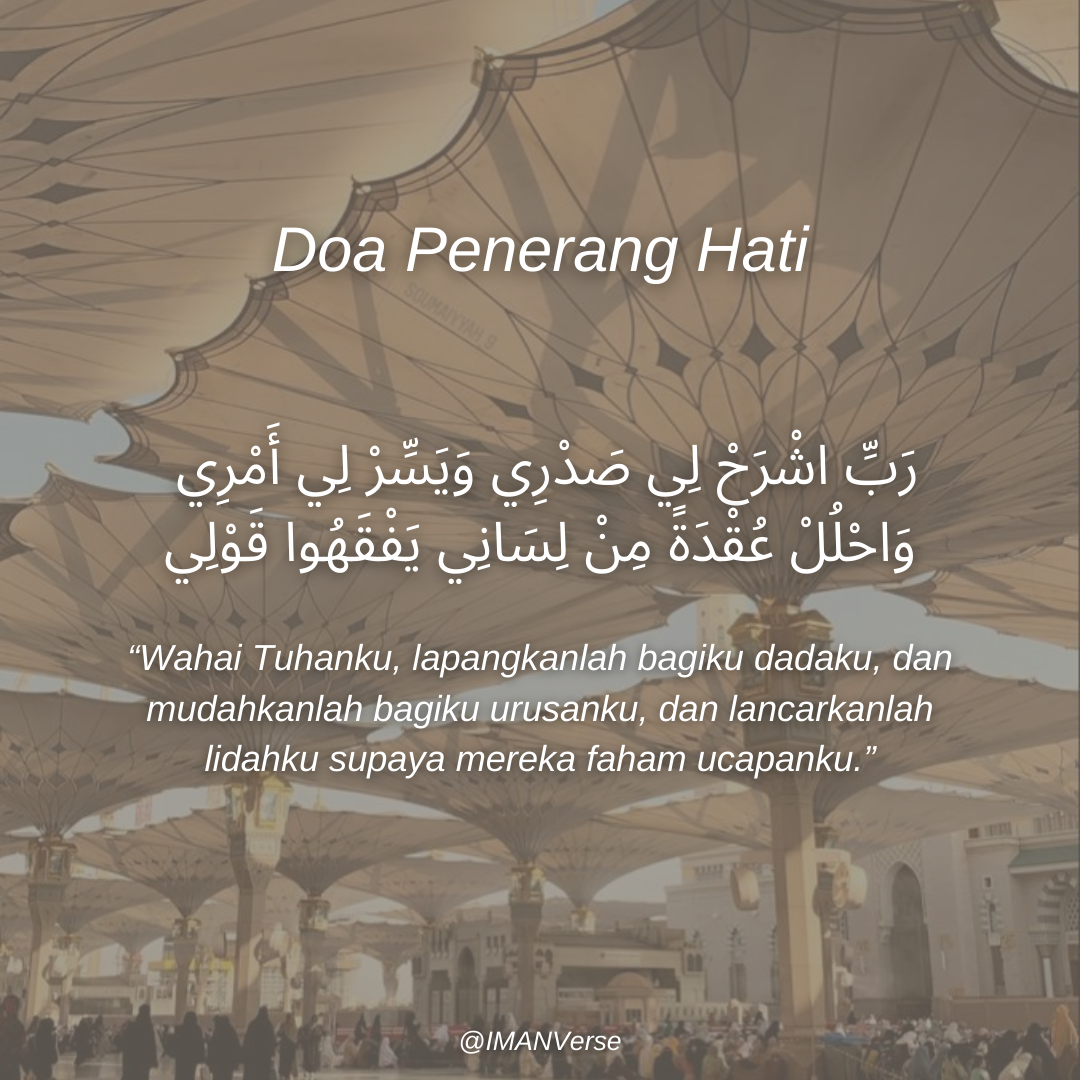 Doa Penerang Hati
رَبِّ اشْرَحْ لِي صَدْرِي وَيَسِّرْ لِي أَمْرِي
وَاحْلُلْ عُقْدَةً مِنْ لِسَانِي يَفْقَهُوا قَوْلِي
“Wahai Tuhanku, lapangkanlah bagiku dadaku, dan
mudahkanlah bagiku urusanku, dan lancarkanlah
lidahku supaya mereka faham ucapanku.”
@IMANVerse